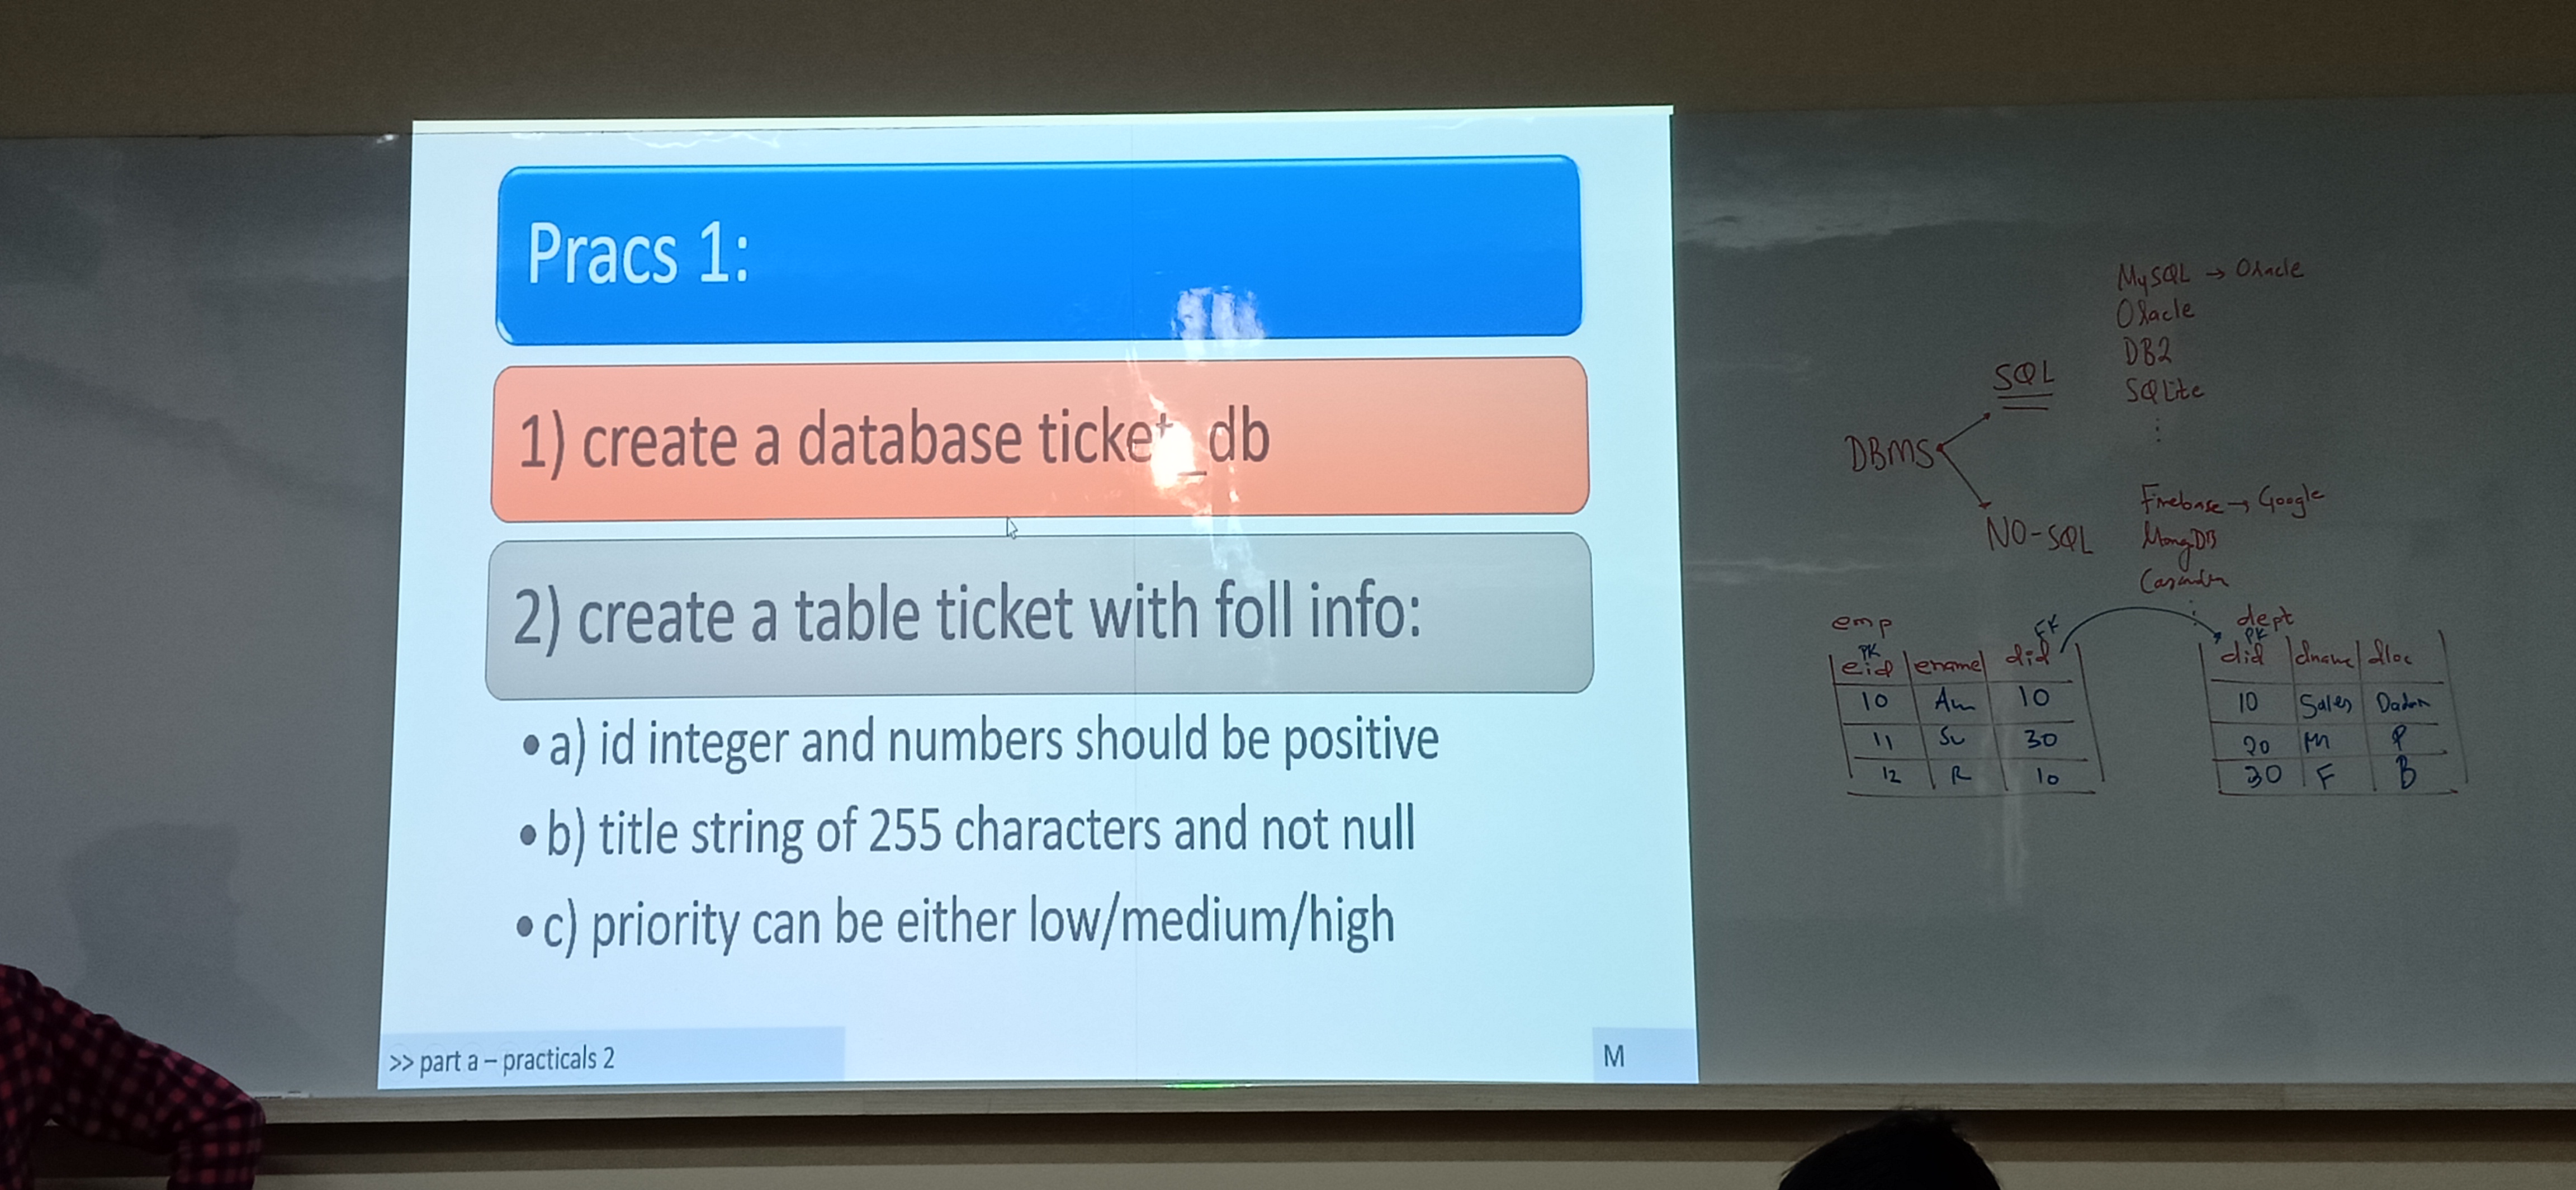 Pracs 1:
1) create a database ticket_db
2) create a table ticket with foll info:
• a) id integer and numbers should be positive
• b) title string of 255 characters and not null
• c) priority can be either low/medium/high
>> part a – practicals 2
M
DBMS
SQL
MySQL → Oracle
Oracle
DB2
SQLite
NO-SQL
Firebase → Google
MongoDB
emp
PK FK
eid ename did
10 Am 10
11 Su 30
12 R 10
dept
PK
did dname dloc
10 Sales Dadar
20 M P
30 F B